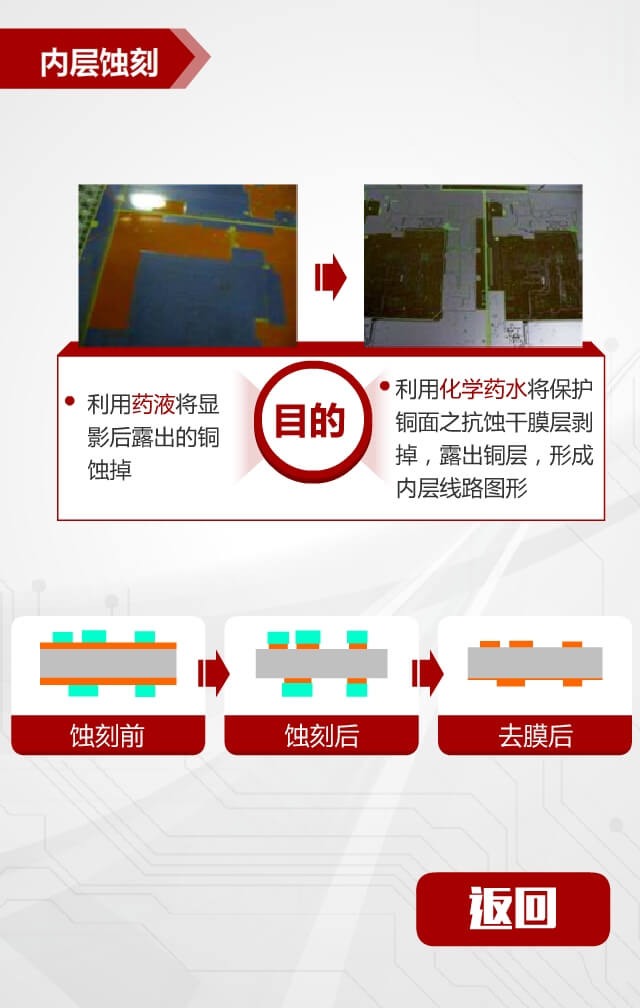 内层蚀刻
利用药液将显
影后露出的铜
蚀掉
目的
利用化学药水将保护
铜面之抗蚀干膜层剥
掉，露出铜层，形成
内层线路图形
蚀刻前
蚀刻后
去膜后
返回